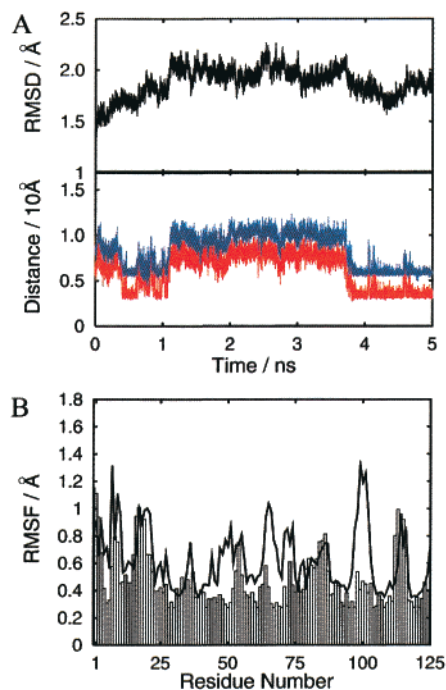 A
RMSD / Å
2.0
1.5
1
Distance / 10Å
1.5
1.0
0.5
0
0 1 2 3 4 5
Time / ns
B
RMSF / Å
1.8
1.6
1.4
1.2
1
0.8
0.6
0.4
0.2
0
1 25 50 75 100 125
Residue Number